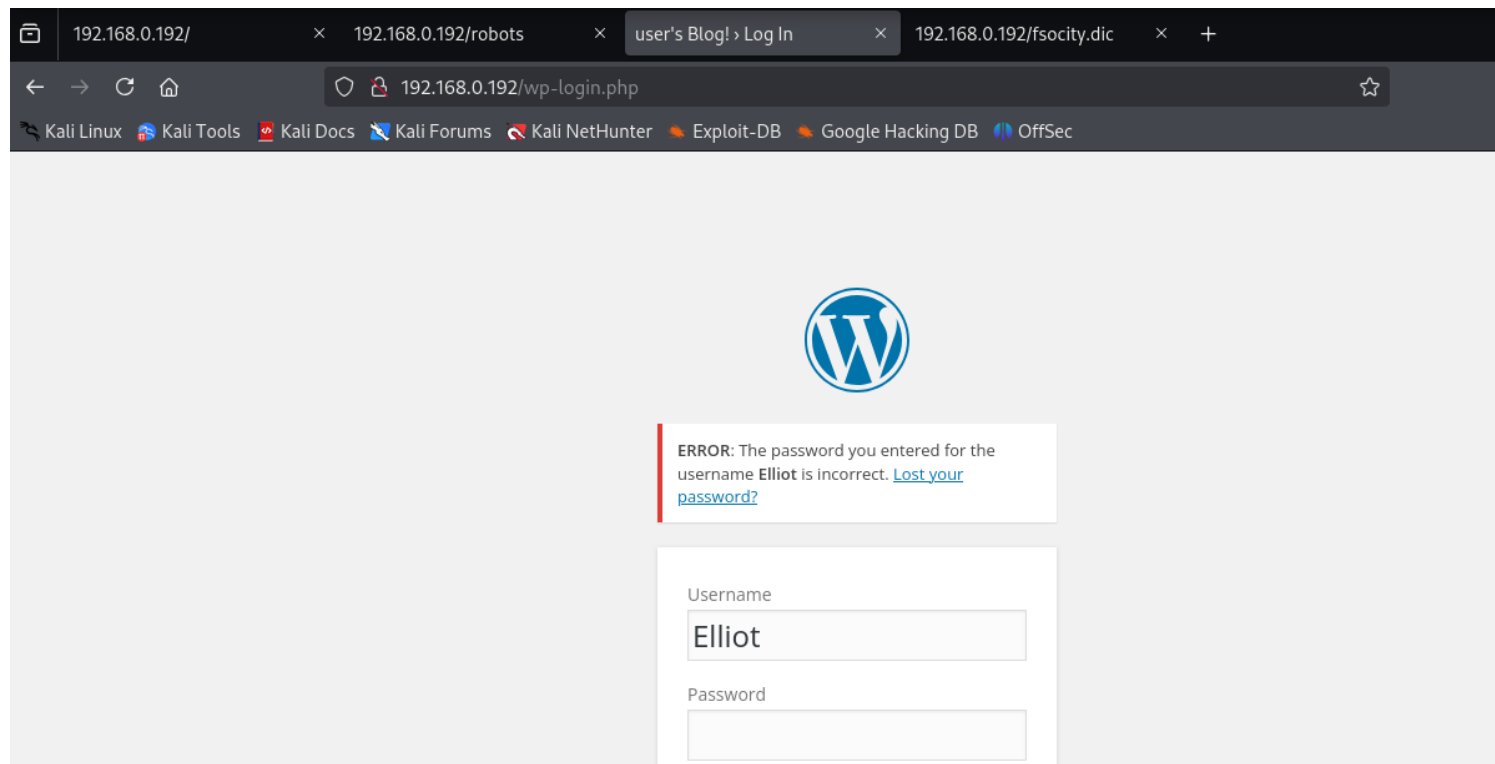 192.168.0.192/ × 192.168.0.192/robots × user's Blog! › Log In × 192.168.0.192/fsocity.dic × +
192.168.0.192/wp-login.php
Kali Linux Kali Tools Kali Docs Kali Forums Kali NetHunter Exploit-DB Google Hacking DB OffSec
ERROR: The password you entered for the
username Elliot is incorrect. Lost your
password?
Username
Elliot
Password